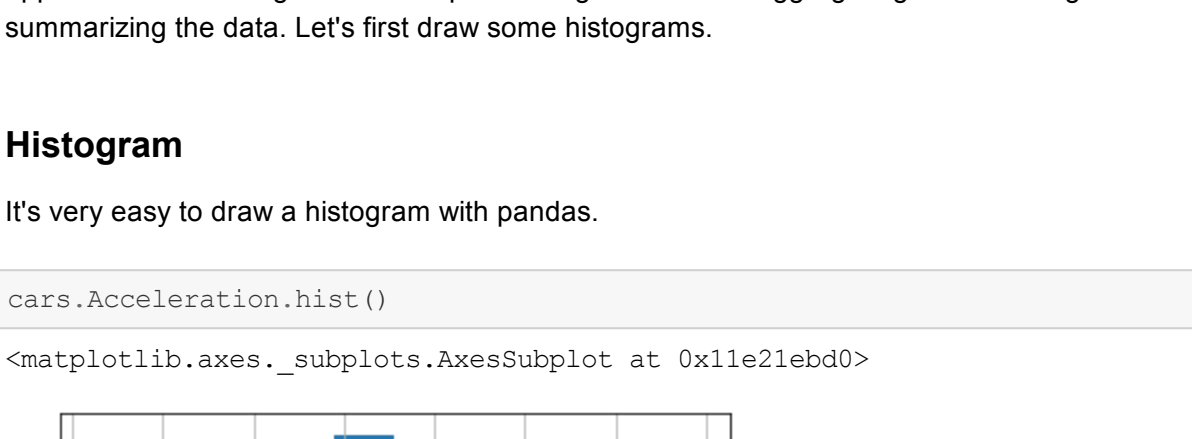 summarizing the data. Let's first draw some histograms.
Histogram
It's very easy to draw a histogram with pandas.
cars.Acceleration.hist()
<matplotlib.axes._subplots.AxesSubplot at 0x11e21ebd0>